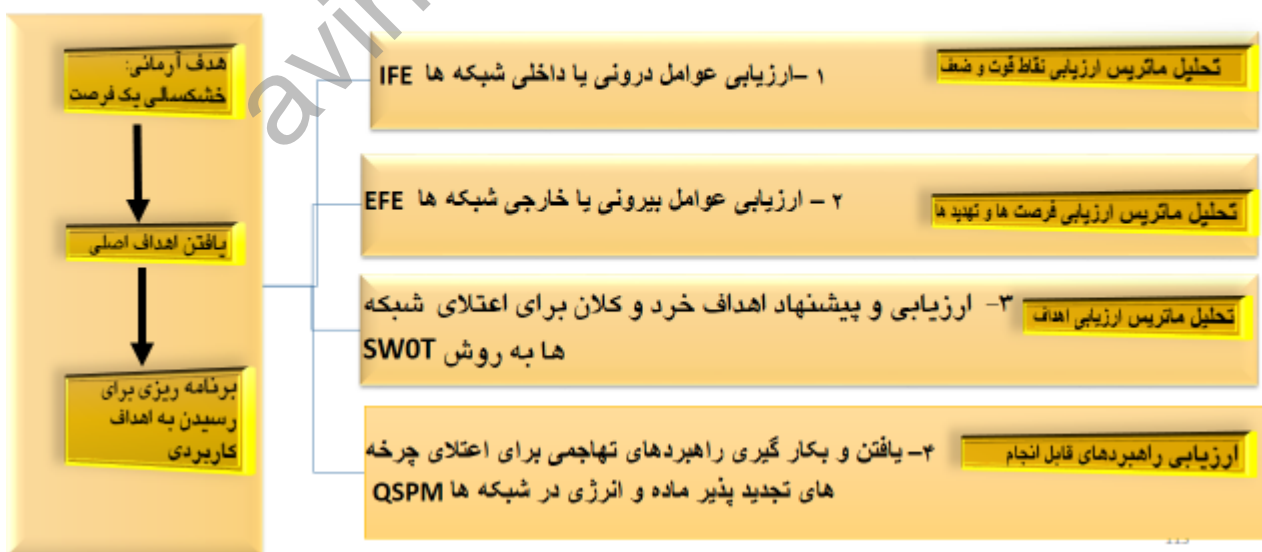 هدف آرمانی:
خشکسالی یک فرصت
یافتن اهداف اصلی
برنامه ریزی برای
رسیدن به اهداف
کاربردی
تحلیل ماتریس ارزیابی نقاط قوت و ضعف
۱ –ارزیابی عوامل درونی یا داخلی شبکه ها IFE
تحلیل ماتریس ارزیابی فرصت ها و تهدید ها
۲ – ارزیابی عوامل بیرونی یا خارجی شبکه ها EFE
تحلیل ماتریس ارزیابی اهداف
۳- ارزیابی و پیشنهاد اهداف خرد و کلان برای اعتلای شبکه
ها به روش SW0T
ارزیابی راهبردهای قابل انجام
۴– یافتن و بکار گیری راهبردهای تهاجمی برای اعتلای چرخه
های تجدید پذیر ماده و انرژی در شبکه ها QSPM
avin